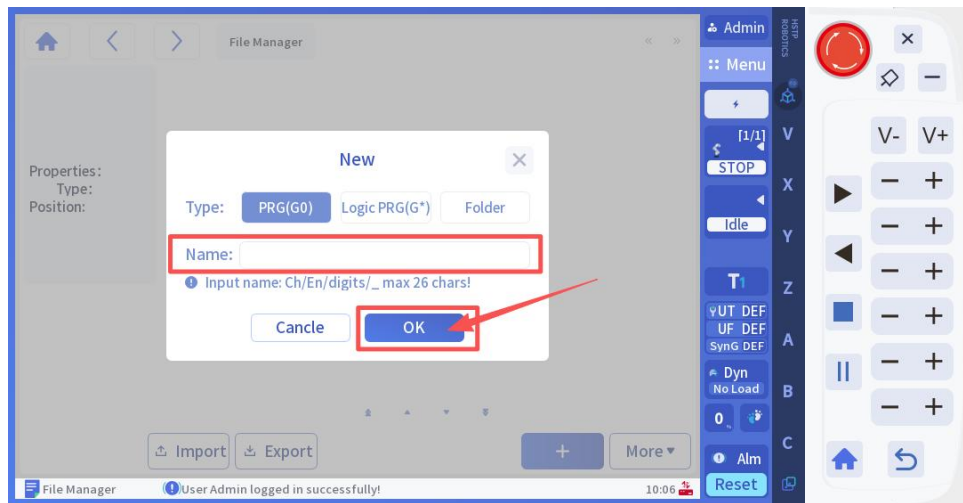 File Manager
« »
New
Properties:
Type:
Position:
Type: PRG(G0) Logic PRG(G*) Folder
Name:
Input name: Ch/En/digits/_ max 26 chars!
Cancle OK
Import Export + More
File Manager
User Admin logged in successfully!
10:06
Admin
Menu
[1/1]
STOP
Idle
T1
UT DEF
UF DEF
SynG DEF
Dyn
No Load
0
Alm
Reset
HSTP
ROBOTICS
V
X
Y
Z
A
B
C
V- V+
− +
− +
− +
− +
− +
− +